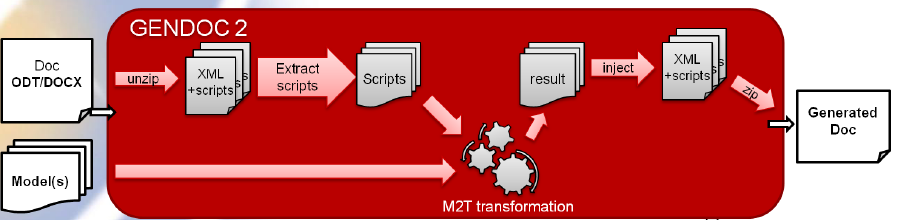 GENDOC 2
Doc
ODT/DOCX
unzip
XML
+scripts
Extract
scripts
Scripts
result
inject
XML
+scripts
zip
Generated
Doc
Model(s)
M2T transformation